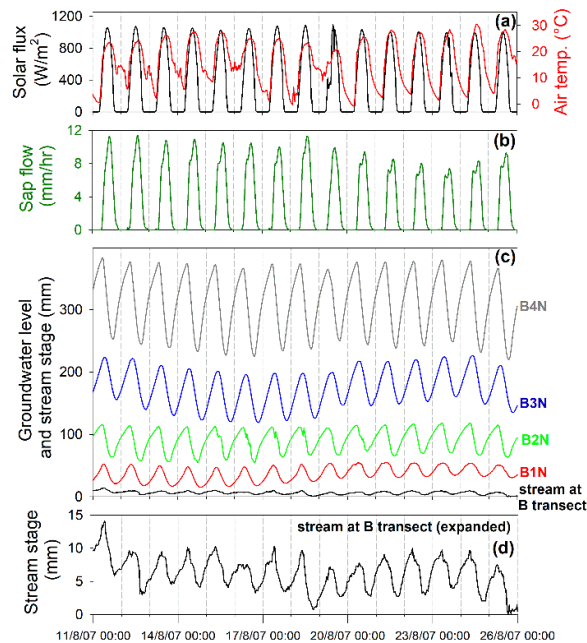 1200
800
400
0
Solar flux
(W/m²)
(a)
30
20
10
0
Air temp. (°C)
12
8
4
0
Sap flow
(mm/hr)
(b)
300
200
100
0
Groundwater level
and stream stage (mm)
(c)
B4N
B3N
B2N
B1N
stream at
B transect
15
10
5
0
Stream stage
(mm)
stream at B transect (expanded)
(d)
11/8/07 00:00 14/8/07 00:00 17/8/07 00:00 20/8/07 00:00 23/8/07 00:00 26/8/07 00:00